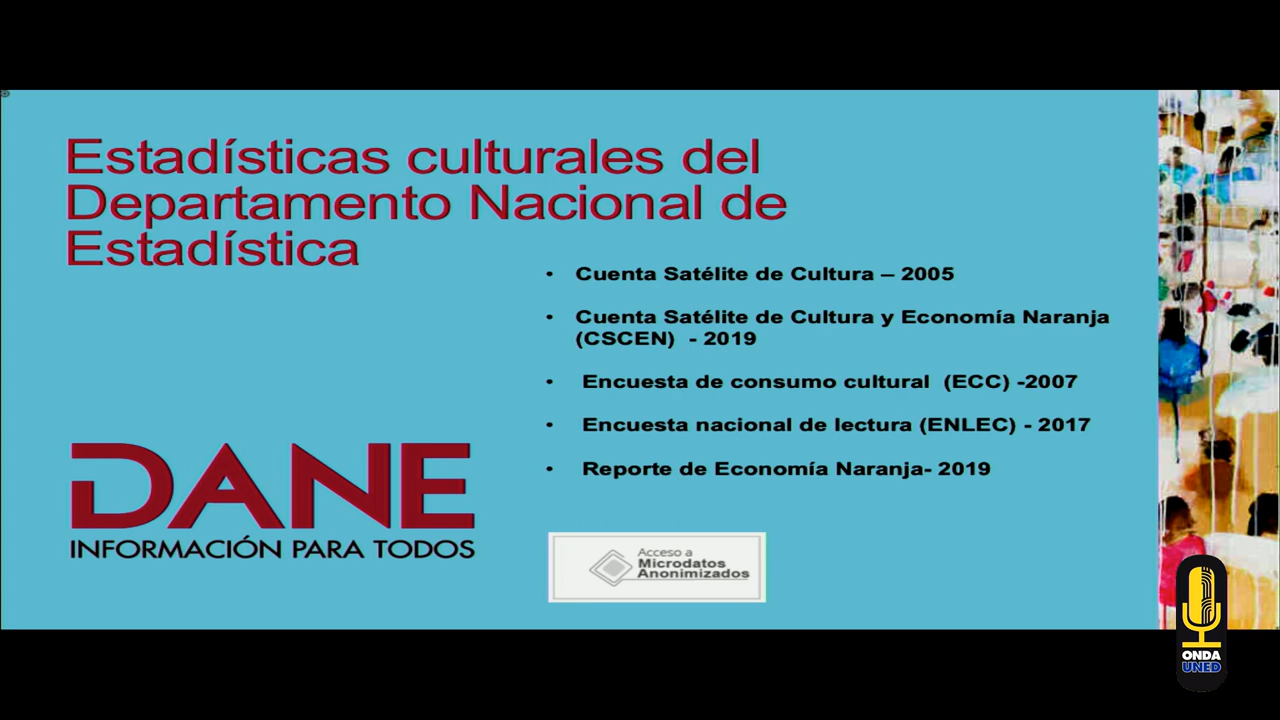 Estadísticas culturales del
Departamento Nacional de
Estadística
• Cuenta Satélite de Cultura – 2005
• Cuenta Satélite de Cultura y Economía Naranja
(CSCEN) - 2019
• Encuesta de consumo cultural (ECC) -2007
• Encuesta nacional de lectura (ENLEC) - 2017
• Reporte de Economía Naranja- 2019
DANE
INFORMACIÓN PARA TODOS
Acceso a
Microdatos
Anonimizados
ONDA
UNED